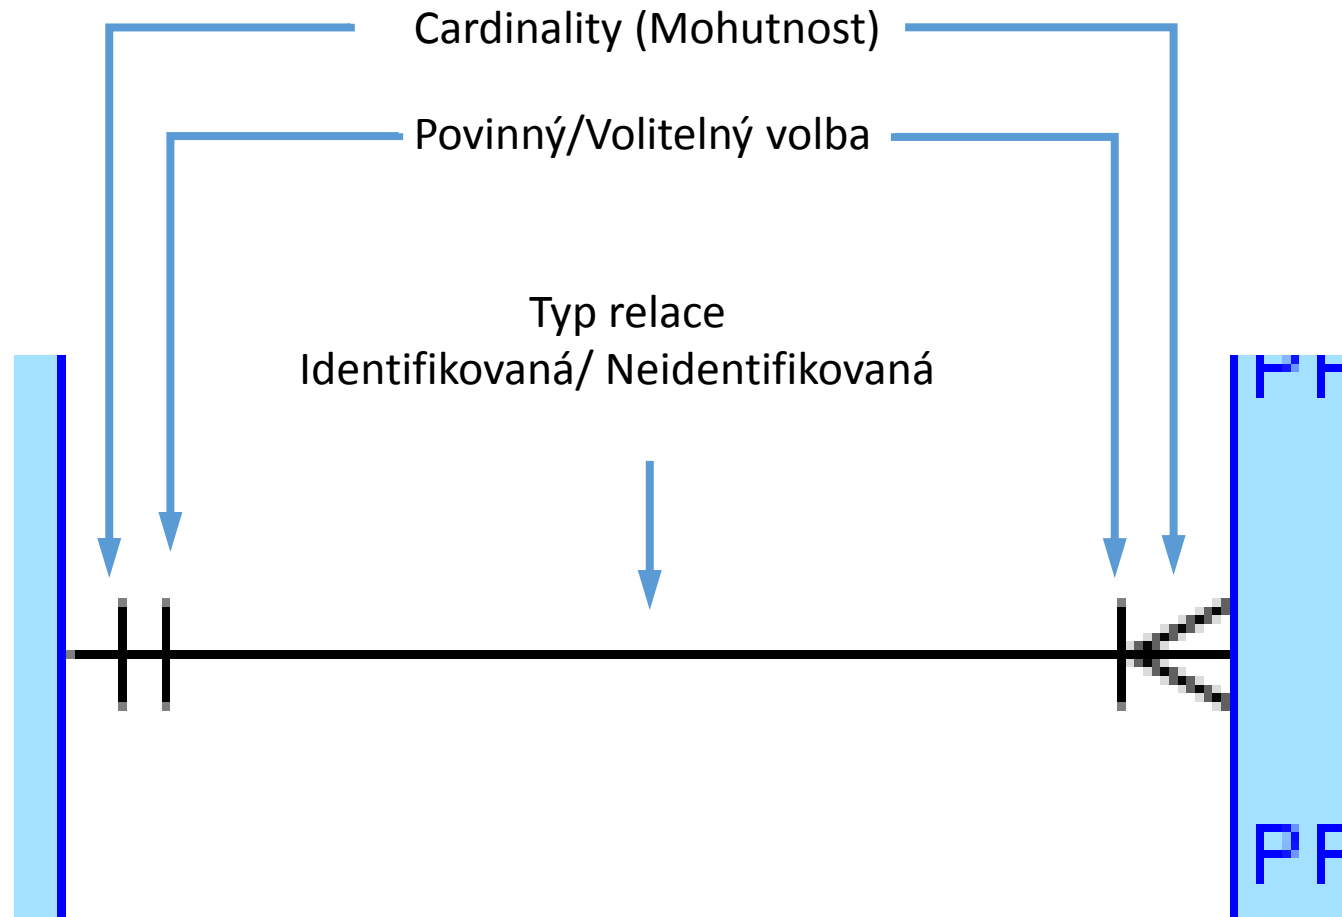 Cardinality (Mohutnost)
Povinný/Volitelný volba
Typ relace
Identifikovaná/ Neidentifikovaná